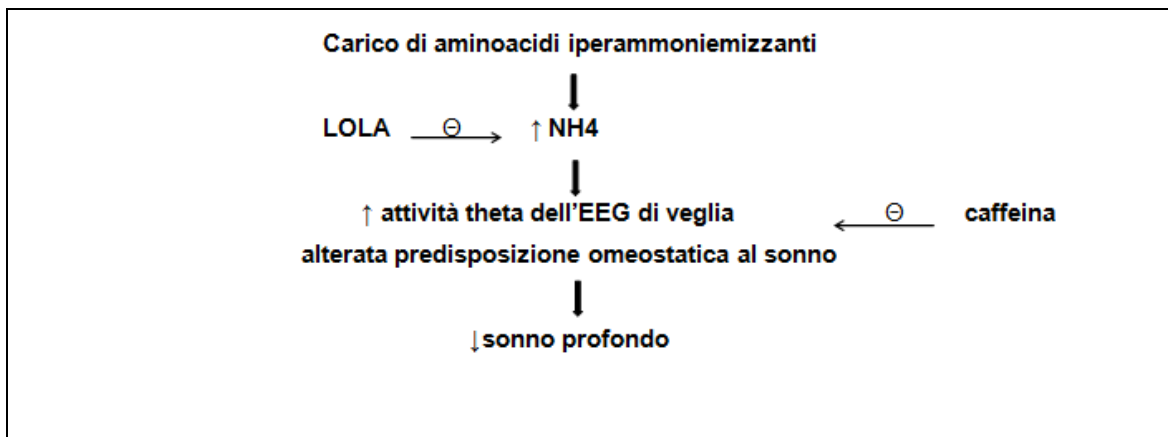 Carico di aminoacidi iperammoniemizzanti
LOLA ⊖ ↑ NH4
↑ attività theta dell'EEG di veglia ⊖ caffeina
alterata predisposizione omeostatica al sonno
↓sonno profondo